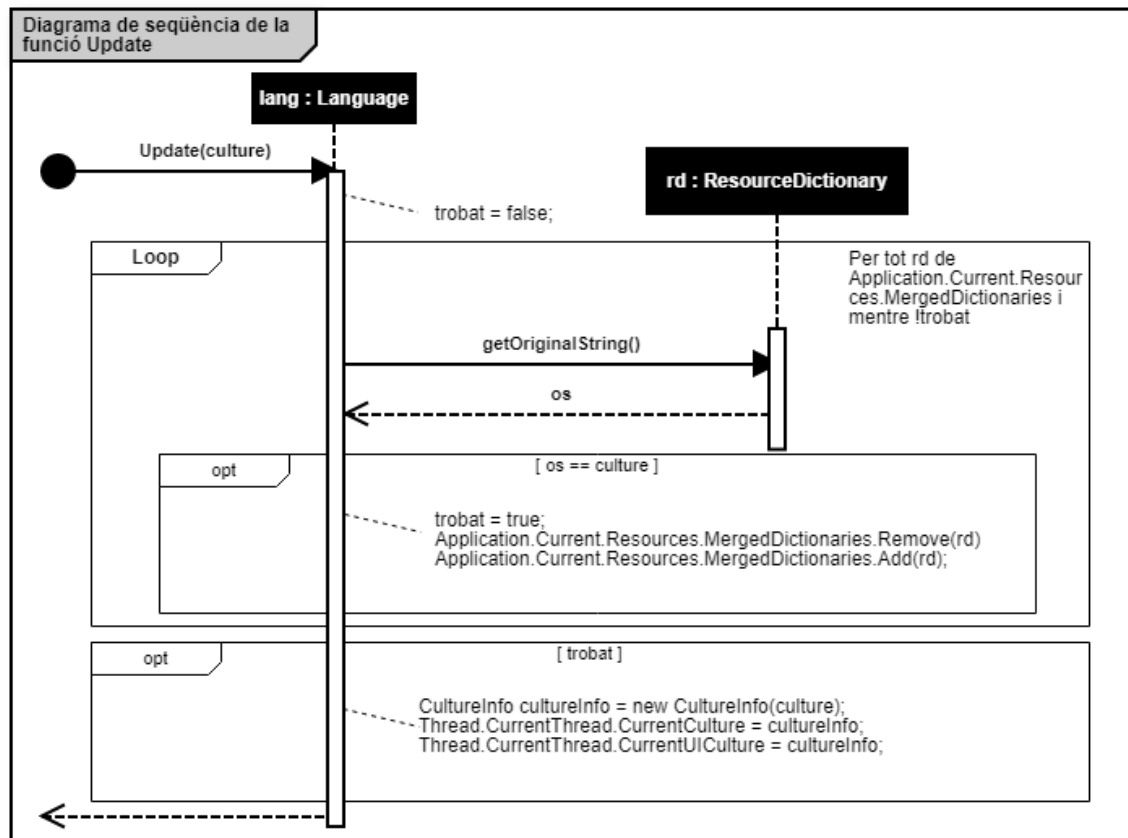 Diagrama de seqüència de la
funció Update
lang : Language
Update(culture)
rd : ResourceDictionary
trobat = false;
Loop
Per tot rd de
Application.Current.Resour
ces.MergedDictionaries i
mentre !trobat
getOriginalString()
os
opt
[ os == culture ]
trobat = true;
Application.Current.Resources.MergedDictionaries.Remove(rd)
Application.Current.Resources.MergedDictionaries.Add(rd);
opt
[ trobat ]
CultureInfo cultureInfo = new CultureInfo(culture);
Thread.CurrentThread.CurrentCulture = cultureInfo;
Thread.CurrentThread.CurrentUICulture = cultureInfo;